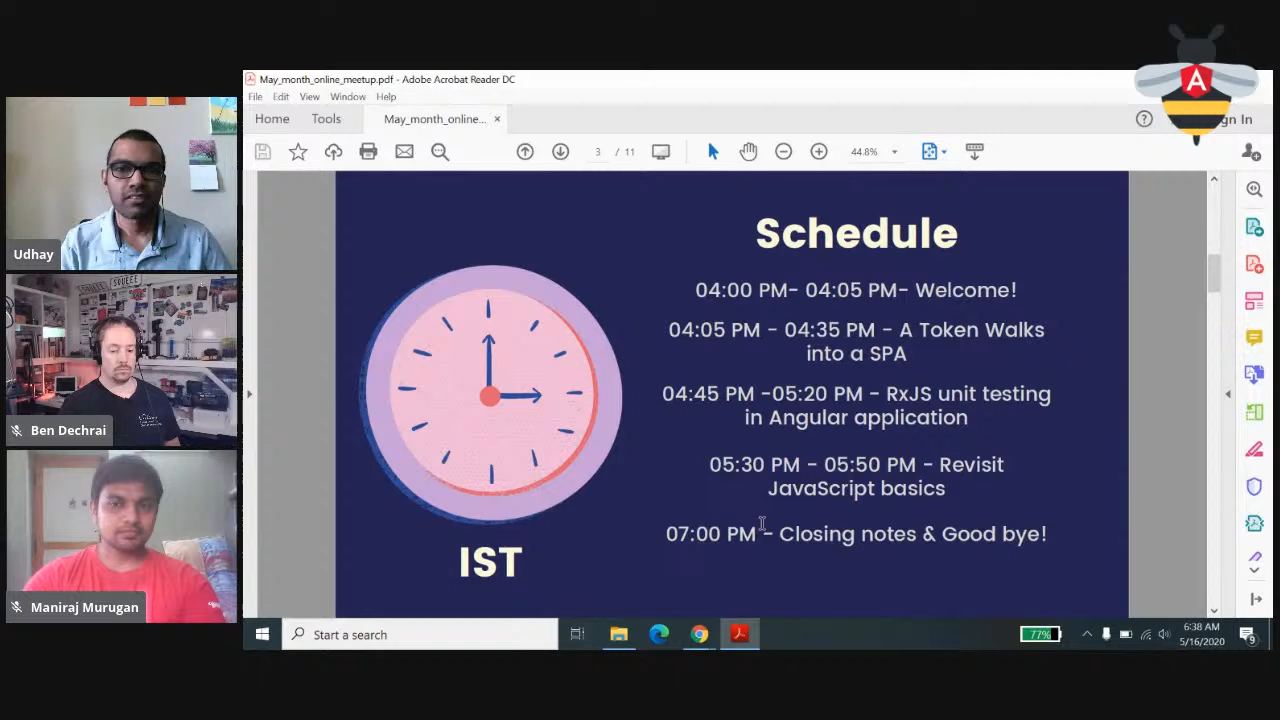 May_month_online_meetup.pdf - Adobe Acrobat Reader DC
File Edit View Window Help
Home Tools May_month_online... ×
Sign In
3 / 11
44.8%
Schedule
04:00 PM- 04:05 PM- Welcome!
04:05 PM - 04:35 PM - A Token Walks
into a SPA
04:45 PM -05:20 PM - RxJS unit testing
in Angular application
05:30 PM - 05:50 PM - Revisit
JavaScript basics
07:00 PM - Closing notes & Good bye!
IST
Udhay
Ben Dechrai
Maniraj Murugan
Start a search
77%
6:38 AM
5/16/2020
9
A